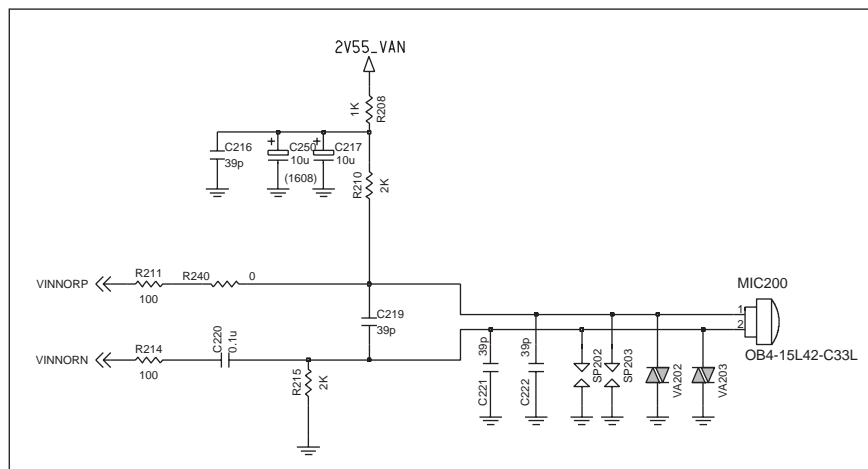 2V55_VAN
1K
R208
C216
39p
C250
10u
(1608)
C217
10u
R210
2K
VINNORP
R211
100
R240
0
MIC200
1
2
OB4-15L42-C33L
C219
39p
VINNORN
R214
100
C220
0.1u
R215
2K
39p
C221
39p
C222
SP202
SP203
VA202
VA203